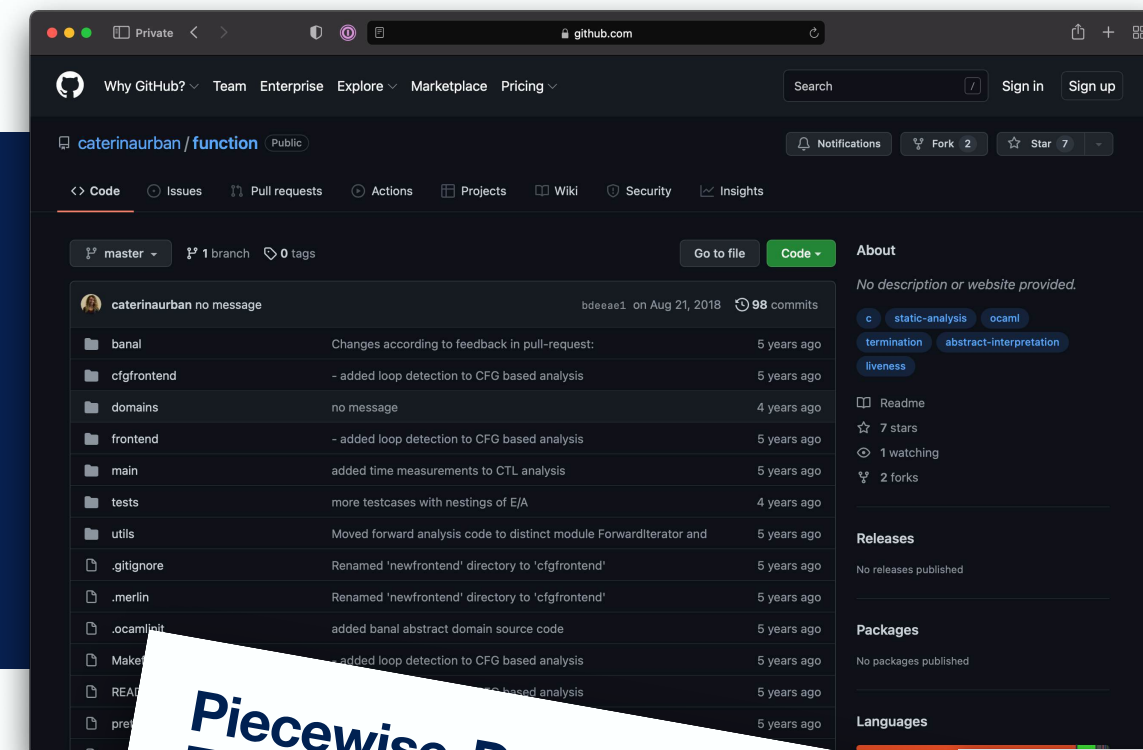 Private
github.com
Why GitHub? Team Enterprise Explore Marketplace Pricing Search / Sign in Sign up
caterinaurban / function Public Notifications Fork 2 Star 7
<> Code Issues Pull requests Actions Projects Wiki Security Insights
master 1 branch 0 tags Go to file Code
About
No description or website provided.
caterinaurban no message bdeeae1 on Aug 21, 2018 98 commits
c static-analysis ocaml
termination abstract-interpretation
liveness
banal Changes according to feedback in pull-request: 5 years ago
cfgfrontend - added loop detection to CFG based analysis 5 years ago
domains no message 4 years ago
frontend - added loop detection to CFG based analysis 5 years ago
main added time measurements to CTL analysis 5 years ago
tests more testcases with nestings of E/A 4 years ago
utils Moved forward analysis code to distinct module ForwardIterator and 5 years ago
.gitignore Renamed 'newfrontend' directory to 'cfgfrontend' 5 years ago
.merlin Renamed 'newfrontend' directory to 'cfgfrontend' 5 years ago
.ocamlinit added banal abstract domain source code 5 years ago
added loop detection to CFG based analysis 5 years ago
based analysis 5 years ago
5 years ago
Readme
7 stars
1 watching
2 forks
Releases
No releases published
Packages
No packages published
Languages